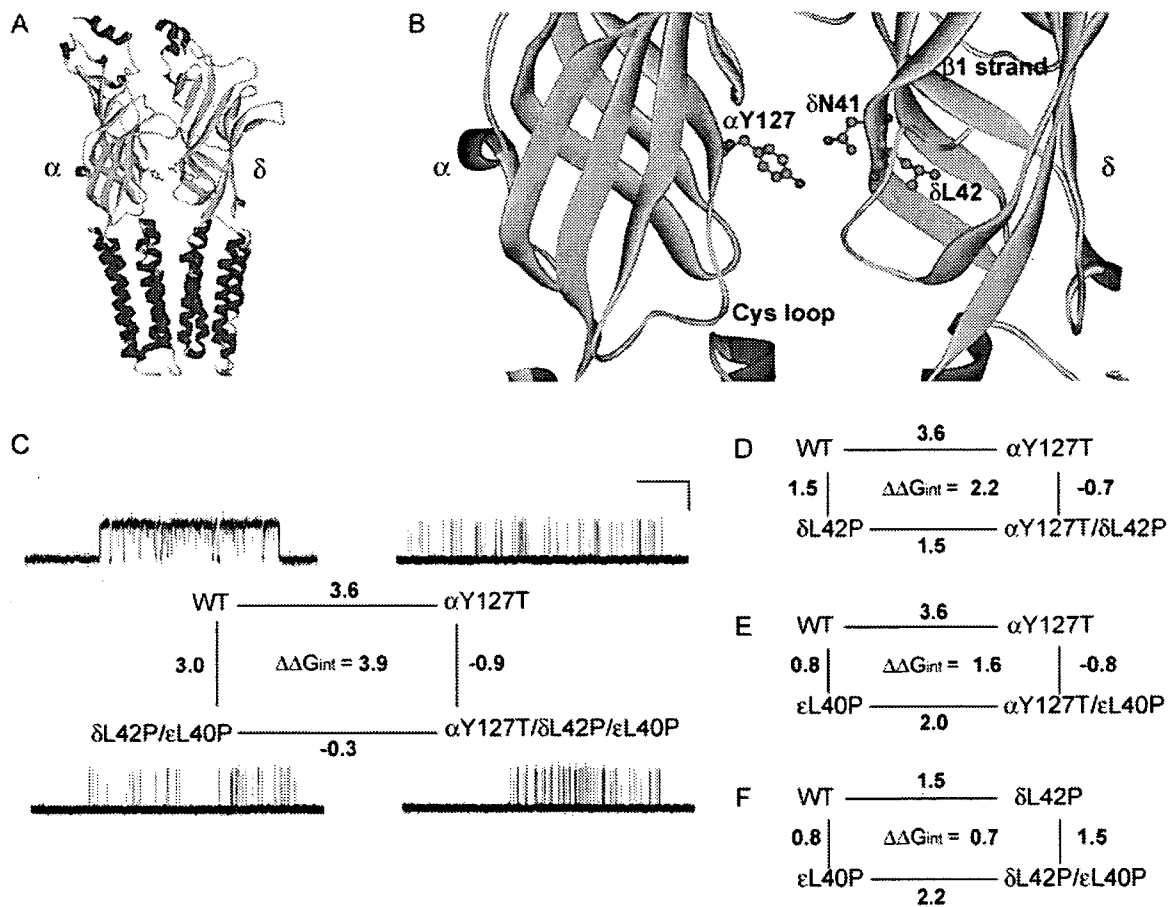 A
α
δ
B
β1 strand
δN41
αY127
α
δL42
δ
Cys loop
C
WT
3.6
αY127T
3.0
ΔΔGint = 3.9
-0.9
δL42P/εL40P
-0.3
αY127T/δL42P/εL40P
D
WT
3.6
αY127T
1.5
ΔΔGint = 2.2
-0.7
δL42P
1.5
αY127T/δL42P
E
WT
3.6
αY127T
0.8
ΔΔGint = 1.6
-0.8
εL40P
2.0
αY127T/εL40P
F
WT
1.5
δL42P
0.8
ΔΔGint = 0.7
1.5
εL40P
2.2
δL42P/εL40P